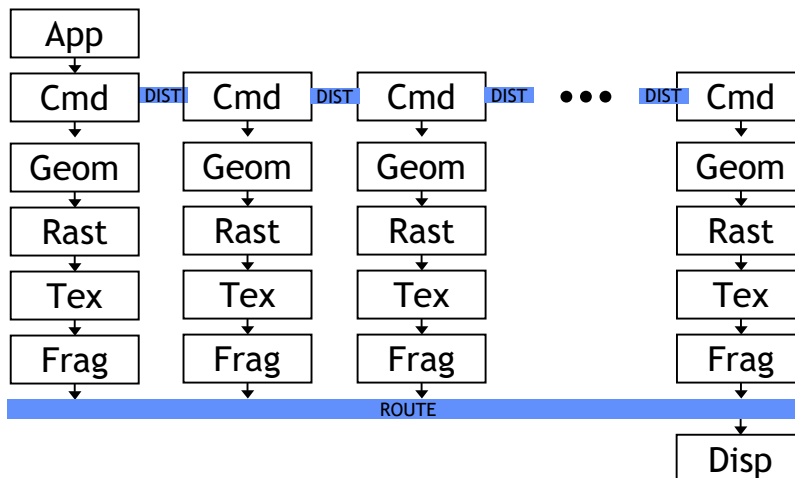 App
Cmd DIST Cmd DIST Cmd DIST ••• DIST Cmd
Geom Geom Geom Geom
Rast Rast Rast Rast
Tex Tex Tex Tex
Frag Frag Frag Frag
ROUTE
Disp